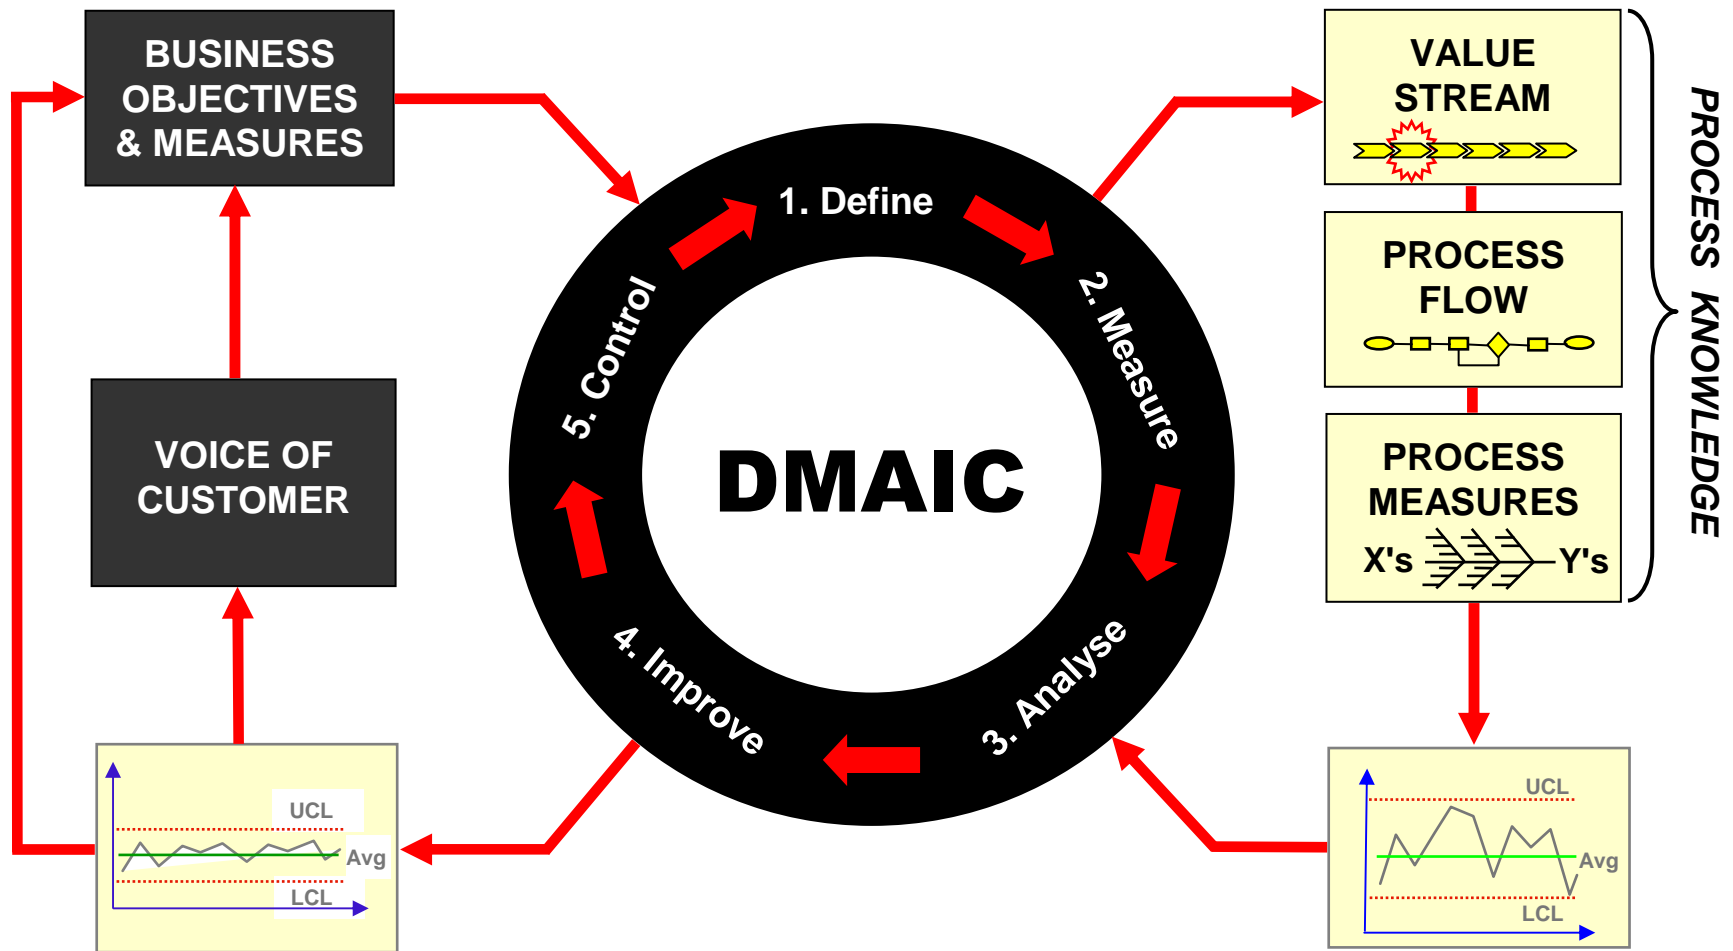 BUSINESS
OBJECTIVES
& MEASURES
VOICE OF
CUSTOMER
UCL
Avg
LCL
1. Define
2. Measure
3. Analyse
4. Improve
5. Control
DMAIC
VALUE
STREAM
PROCESS
FLOW
PROCESS
MEASURES
X's
Y's
PROCESS KNOWLEDGE
UCL
Avg
LCL